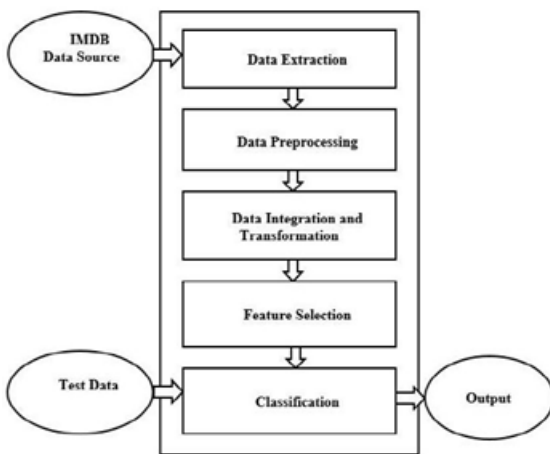 IMDB
Data Source
Data Extraction
Data Preprocessing
Data Integration and
Transformation
Feature Selection
Test Data
Classification
Output